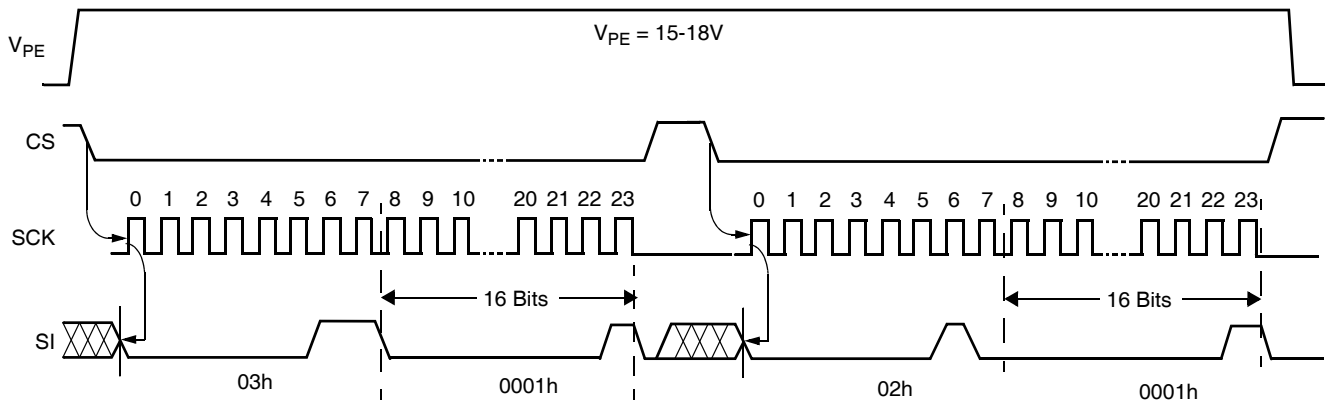 V_PE
V_PE = 15-18V
CS
0 1 2 3 4 5 6 7 8 9 10 20 21 22 23 0 1 2 3 4 5 6 7 8 9 10 20 21 22 23
SCK
16 Bits 16 Bits
SI
03h 0001h 02h 0001h